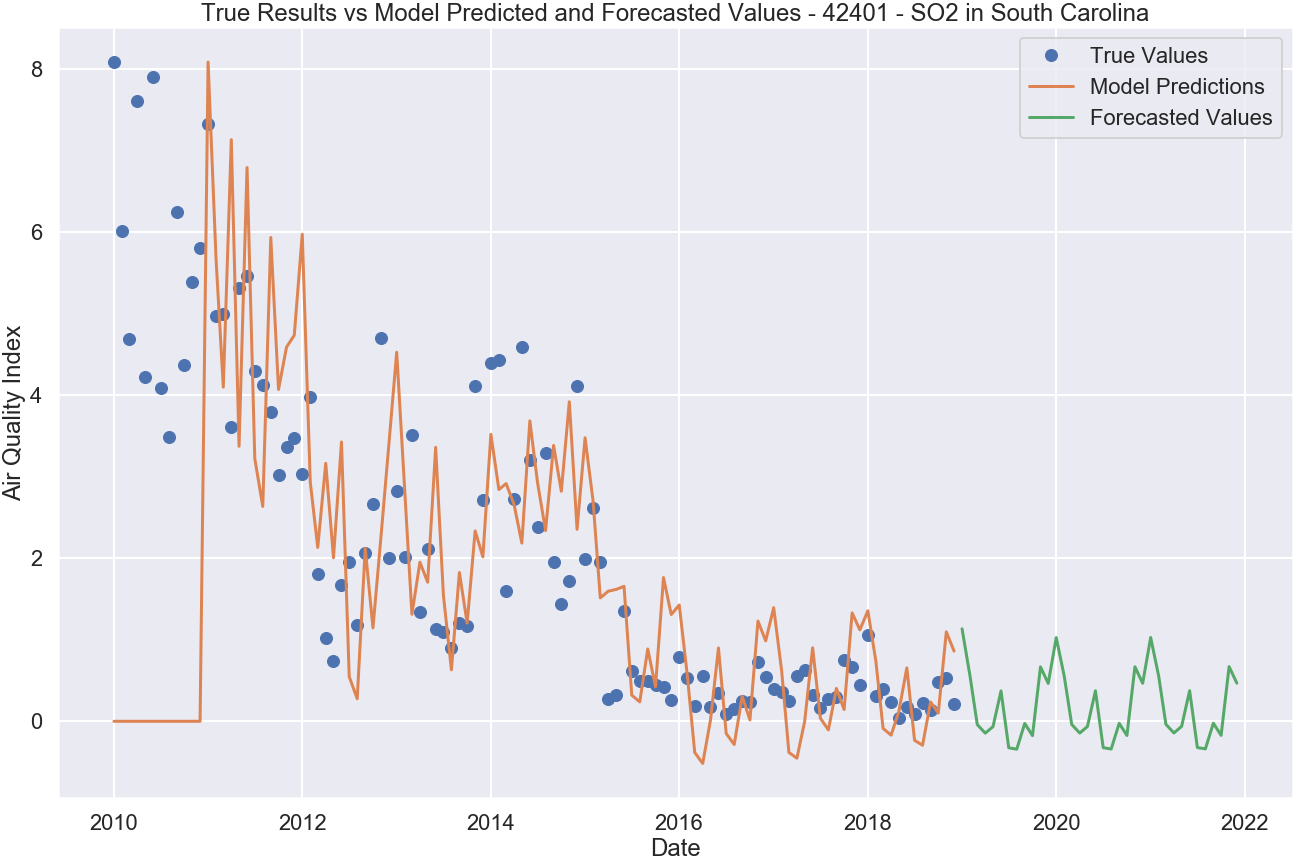 True Results vs Model Predicted and Forecasted Values - 42401 - SO2 in South Carolina
True Values
Model Predictions
Forecasted Values
Air Quality Index
8
6
4
2
0
2010 2012 2014 2016 2018 2020 2022
Date